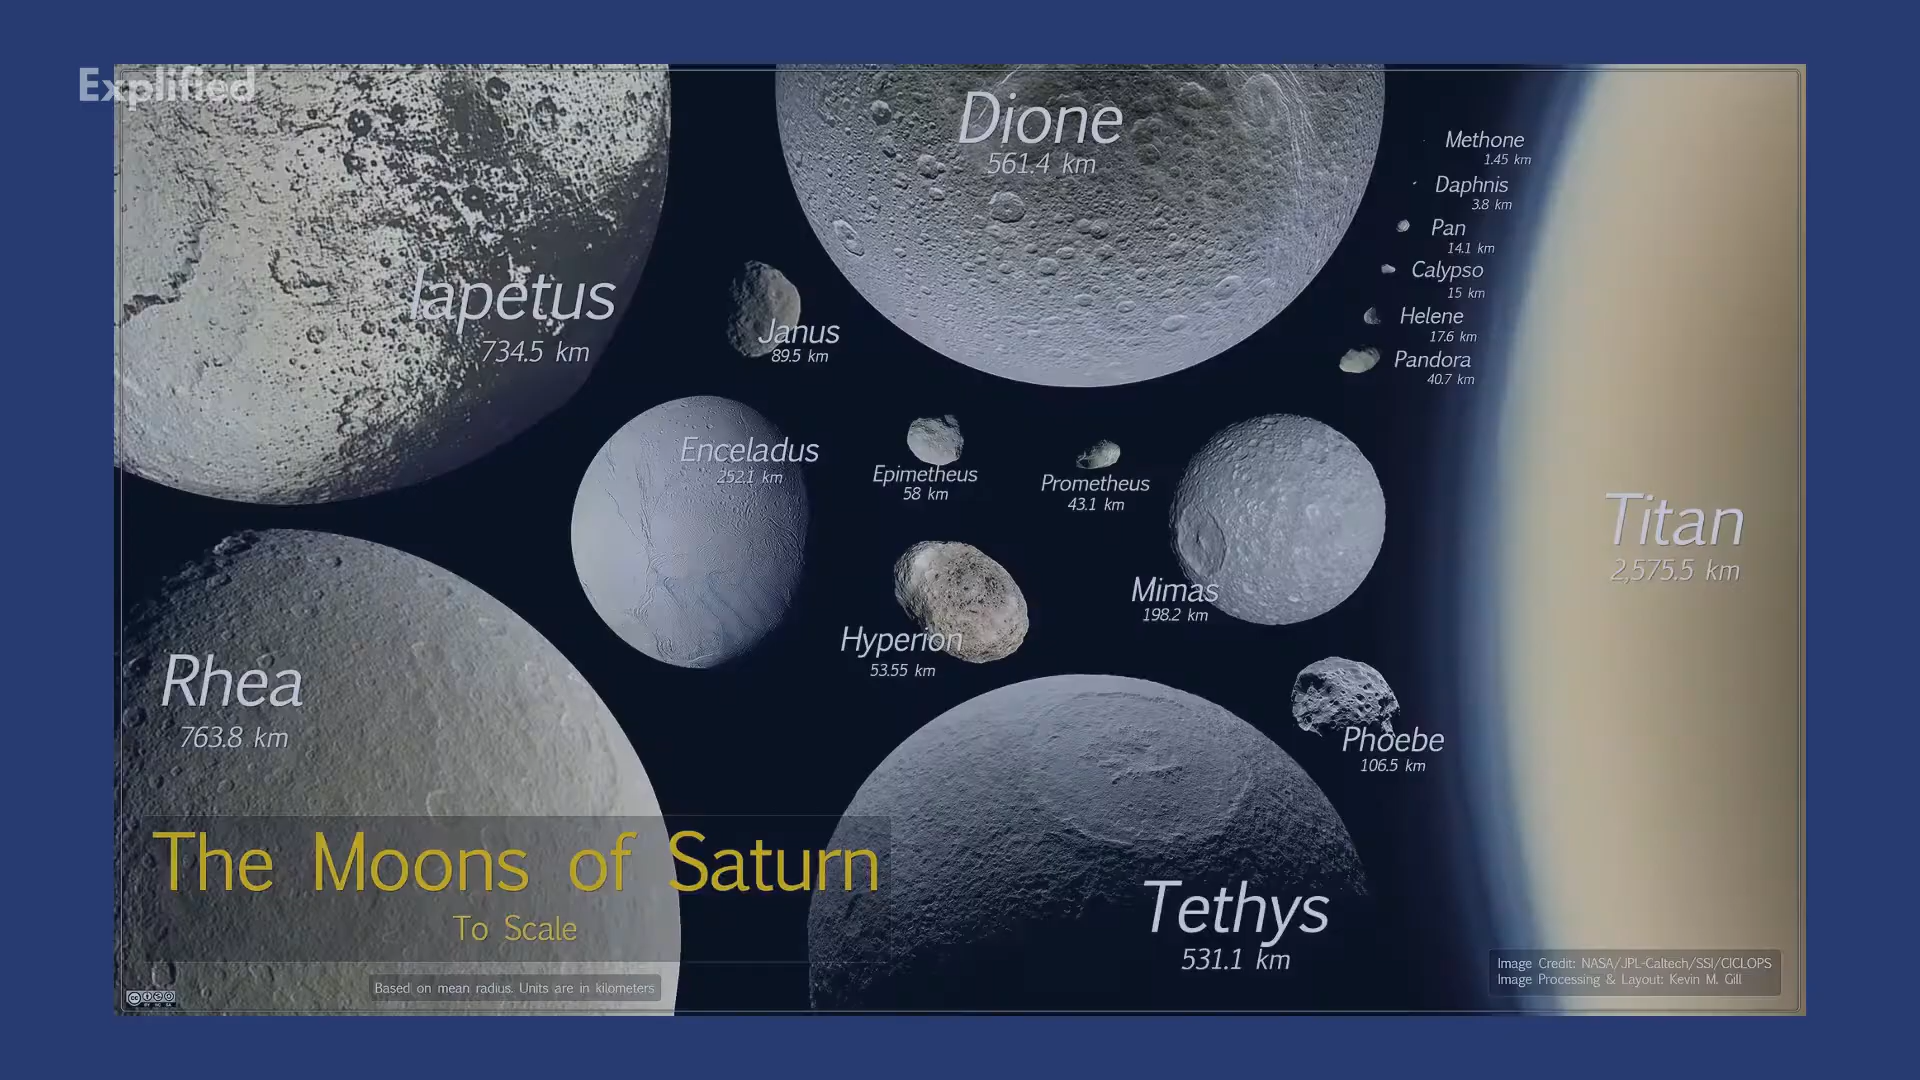 Explified
Dione
561.4 km
Methone
1.45 km
Daphnis
3.8 km
Pan
14.1 km
Calypso
15 km
Helene
17.6 km
Pandora
40.7 km
Iapetus
734.5 km
Janus
89.5 km
Enceladus
252.1 km
Epimetheus
58 km
Prometheus
43.1 km
Titan
2,575.5 km
Mimas
198.2 km
Hyperion
53.55 km
Rhea
763.8 km
Phoebe
106.5 km
The Moons of Saturn
To Scale
Tethys
531.1 km
Based on mean radius. Units are in kilometers
Image Credit: NASA/JPL-Caltech/SSI/CICLOPS
Image Processing & Layout: Kevin M. Gill